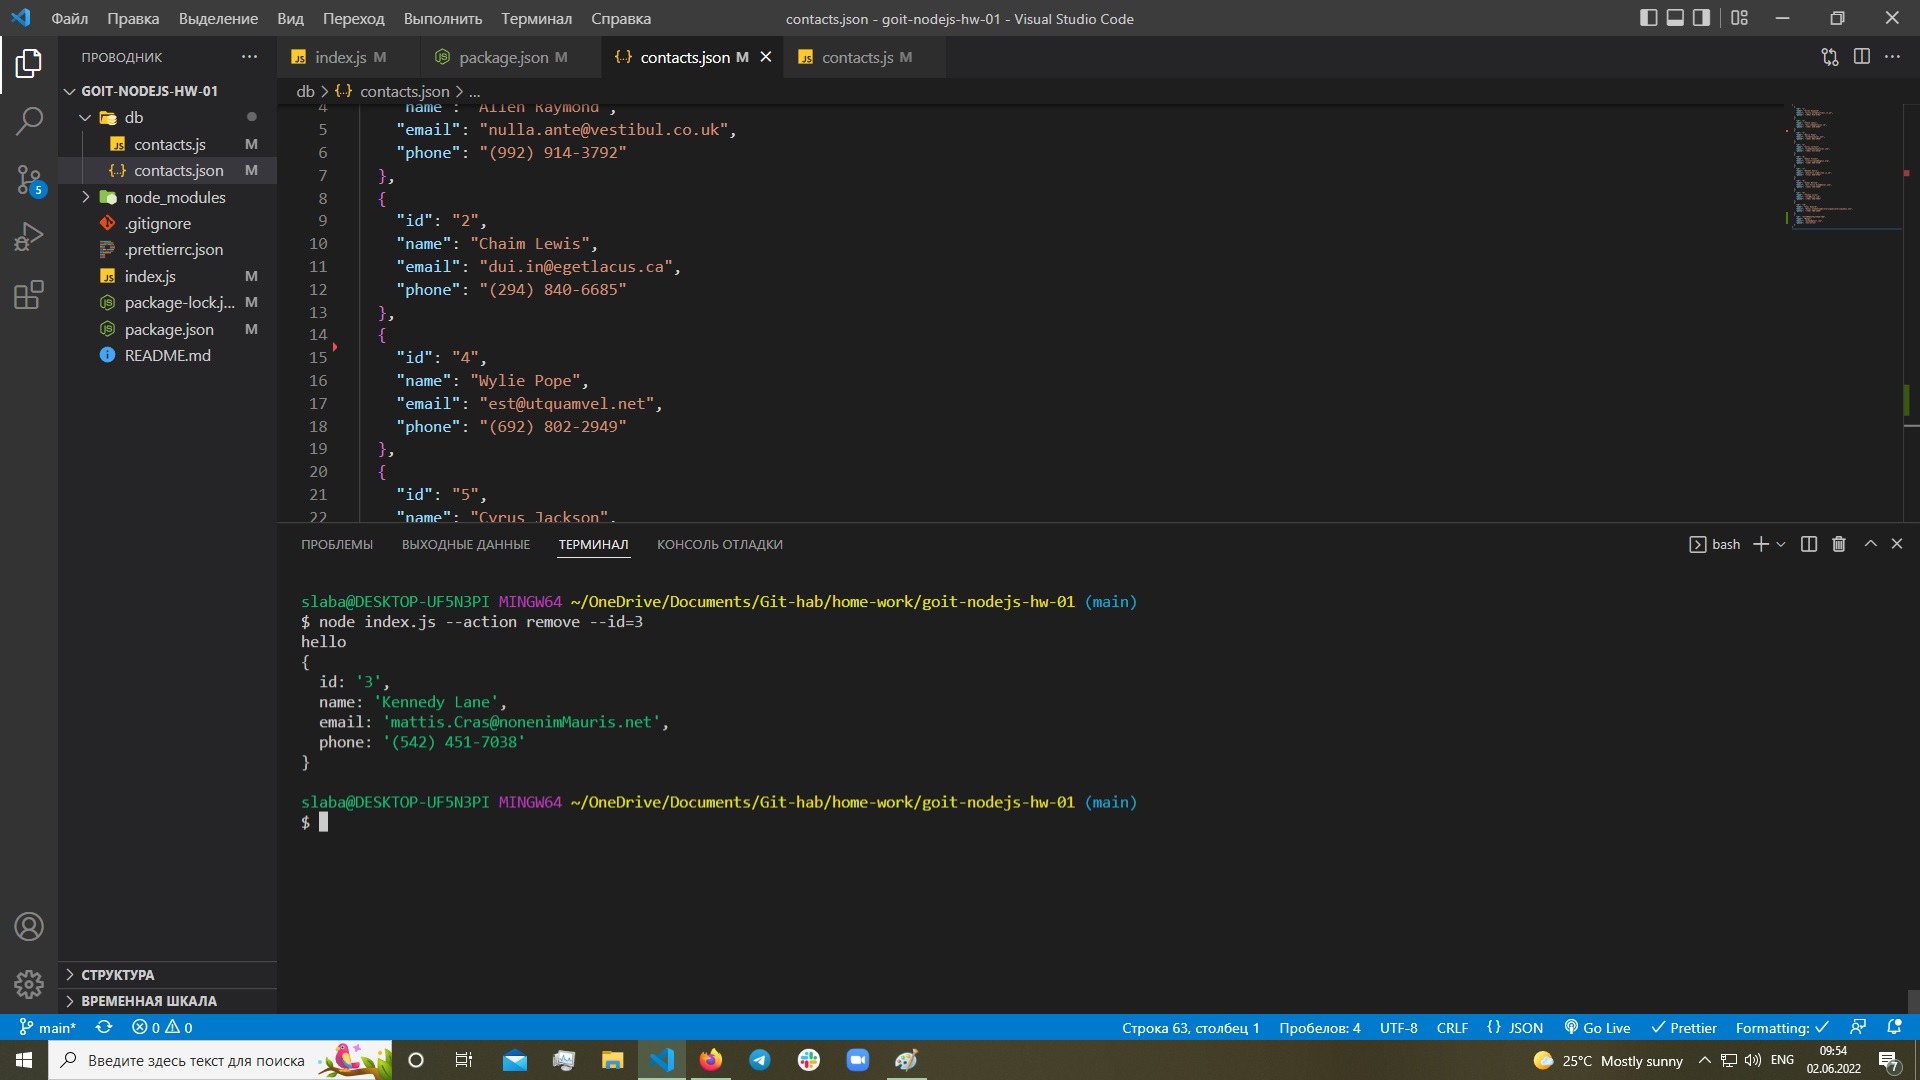 Файл Правка Выделение Вид Переход Выполнить Терминал Справка
contacts.json - goit-nodejs-hw-01 - Visual Studio Code
ПРОВОДНИК
GOIT-NODEJS-HW-01
db
contacts.js M
contacts.json M
node_modules
.gitignore
.prettierrc.json
index.js M
package-lock.j... M
package.json M
README.md
СТРУКТУРА
ВРЕМЕННАЯ ШКАЛА
5
index.js M package.json M contacts.json M contacts.js M
db > contacts.json > ...
4 "name": "Allen Raymond",
5 "email": "nulla.ante@vestibul.co.uk",
6 "phone": "(992) 914-3792"
7 },
8 {
9 "id": "2",
10 "name": "Chaim Lewis",
11 "email": "dui.in@egetlacus.ca",
12 "phone": "(294) 840-6685"
13 },
14 {
15 "id": "4",
16 "name": "Wylie Pope",
17 "email": "est@utquamvel.net",
18 "phone": "(692) 802-2949"
19 },
20 {
21 "id": "5",
22 "name": "Cyrus Jackson",
ПРОБЛЕМЫ ВЫХОДНЫЕ ДАННЫЕ ТЕРМИНАЛ КОНСОЛЬ ОТЛАДКИ
bash
slaba@DESKTOP-UF5N3PI MINGW64 ~/OneDrive/Documents/Git-hab/home-work/goit-nodejs-hw-01 (main)
$ node index.js --action remove --id=3
hello
{
id: '3',
name: 'Kennedy Lane',
email: 'mattis.Cras@nonenimMauris.net',
phone: '(542) 451-7038'
}
slaba@DESKTOP-UF5N3PI MINGW64 ~/OneDrive/Documents/Git-hab/home-work/goit-nodejs-hw-01 (main)
$
main* 0 0 Строка 63, столбец 1 Пробелов: 4 UTF-8 CRLF {} JSON Go Live Prettier Formatting:
Введите здесь текст для поиска
25°C Mostly sunny ENG
09:54
02.06.2022
7